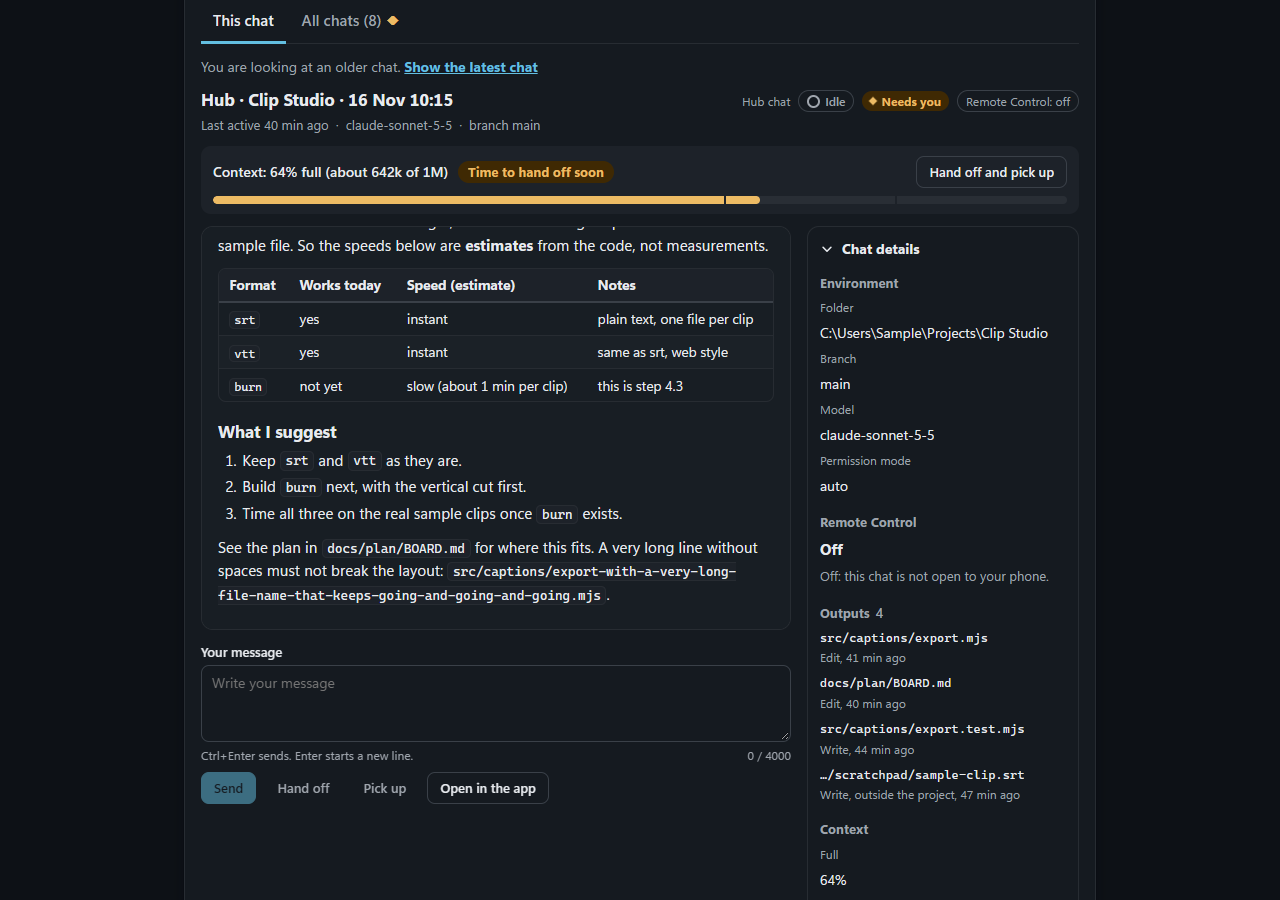 This chat
All chats (8)
You are looking at an older chat. Show the latest chat
Hub · Clip Studio · 16 Nov 10:15
Hub chat
Idle
Needs you
Remote Control: off
Last active 40 min ago · claude-sonnet-5-5 · branch main
Context: 64% full (about 642k of 1M)
Time to hand off soon
Hand off and pick up
sample file. So the speeds below are estimates from the code, not measurements.
Format Works today Speed (estimate) Notes
srt yes instant plain text, one file per clip
vtt yes instant same as srt, web style
burn not yet slow (about 1 min per clip) this is step 4.3
What I suggest
1. Keep srt and vtt as they are.
2. Build burn next, with the vertical cut first.
3. Time all three on the real sample clips once burn exists.
See the plan in docs/plan/BOARD.md for where this fits. A very long line without
spaces must not break the layout: src/captions/export-with-a-very-long-
file-name-that-keeps-going-and-going-and-going.mjs.
Your message
Write your message
Ctrl+Enter sends. Enter starts a new line.
0 / 4000
Send
Hand off
Pick up
Open in the app
Chat details
Environment
Folder
C:\Users\Sample\Projects\Clip Studio
Branch
main
Model
claude-sonnet-5-5
Permission mode
auto
Remote Control
Off
Off: this chat is not open to your phone.
Outputs 4
src/captions/export.mjs
Edit, 41 min ago
docs/plan/BOARD.md
Edit, 40 min ago
src/captions/export.test.mjs
Write, 44 min ago
…/scratchpad/sample-clip.srt
Write, outside the project, 47 min ago
Context
Full
64%